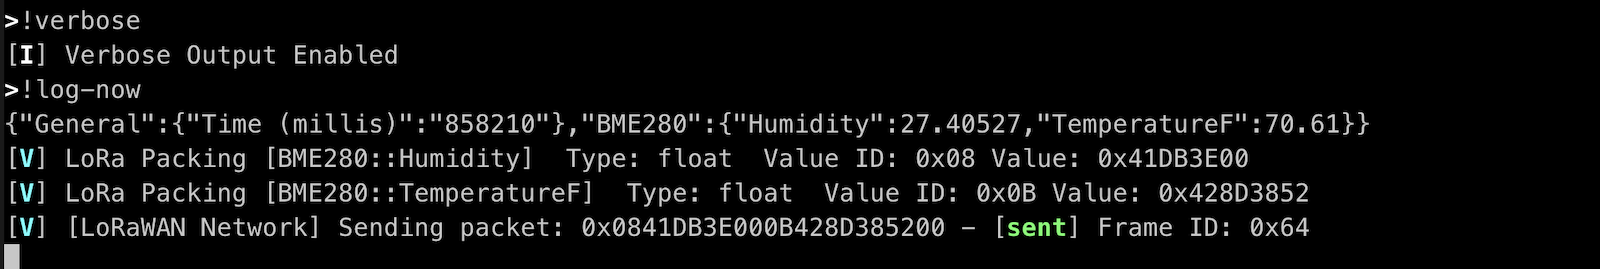 >!verbose
[I] Verbose Output Enabled
>!log-now
{"General":{"Time (millis)":"858210"},"BME280":{"Humidity":27.40527,"TemperatureF":70.61}}
[V] LoRa Packing [BME280::Humidity]  Type: float  Value ID: 0x08 Value: 0x41DB3E00
[V] LoRa Packing [BME280::TemperatureF]  Type: float  Value ID: 0x0B Value: 0x428D3852
[V] [LoRaWAN Network] Sending packet: 0x0841DB3E000B428D385200 – [sent] Frame ID: 0x64